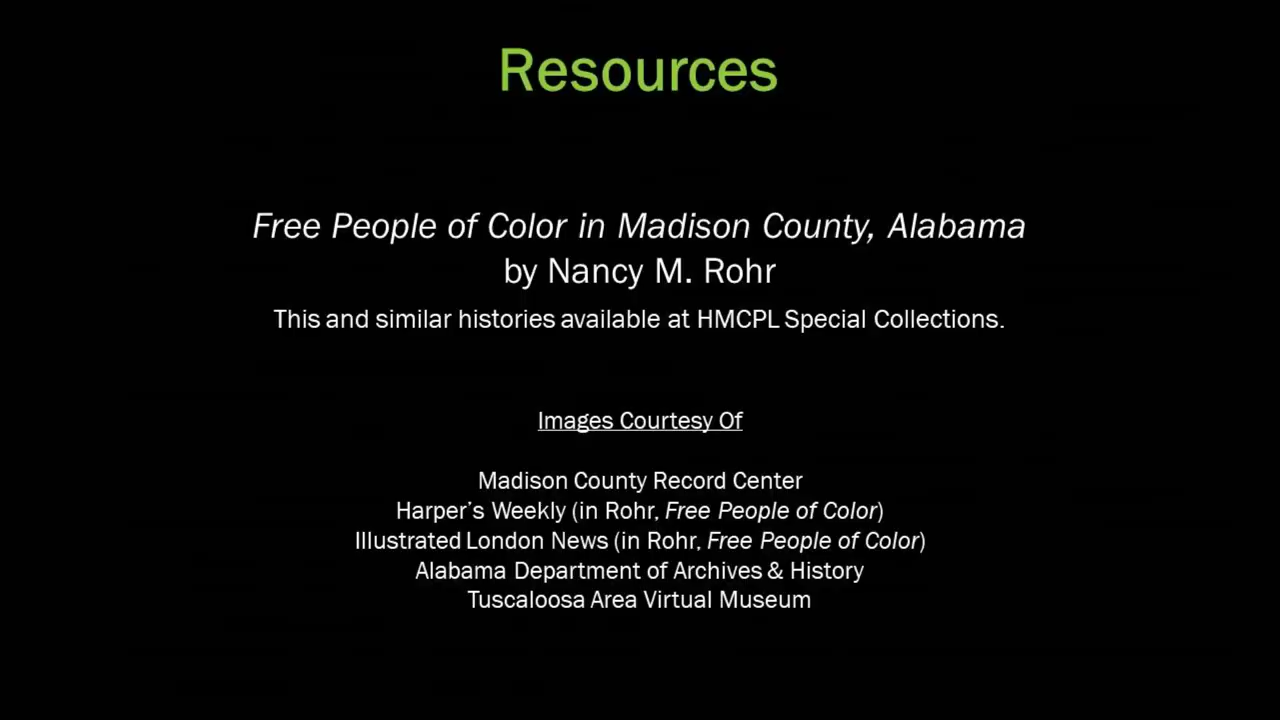 Resources
Free People of Color in Madison County, Alabama
by Nancy M. Rohr
This and similar histories available at HMCPL Special Collections.
Images Courtesy Of
Madison County Record Center
Harper’s Weekly (in Rohr, Free People of Color)
Illustrated London News (in Rohr, Free People of Color)
Alabama Department of Archives & History
Tuscaloosa Area Virtual Museum